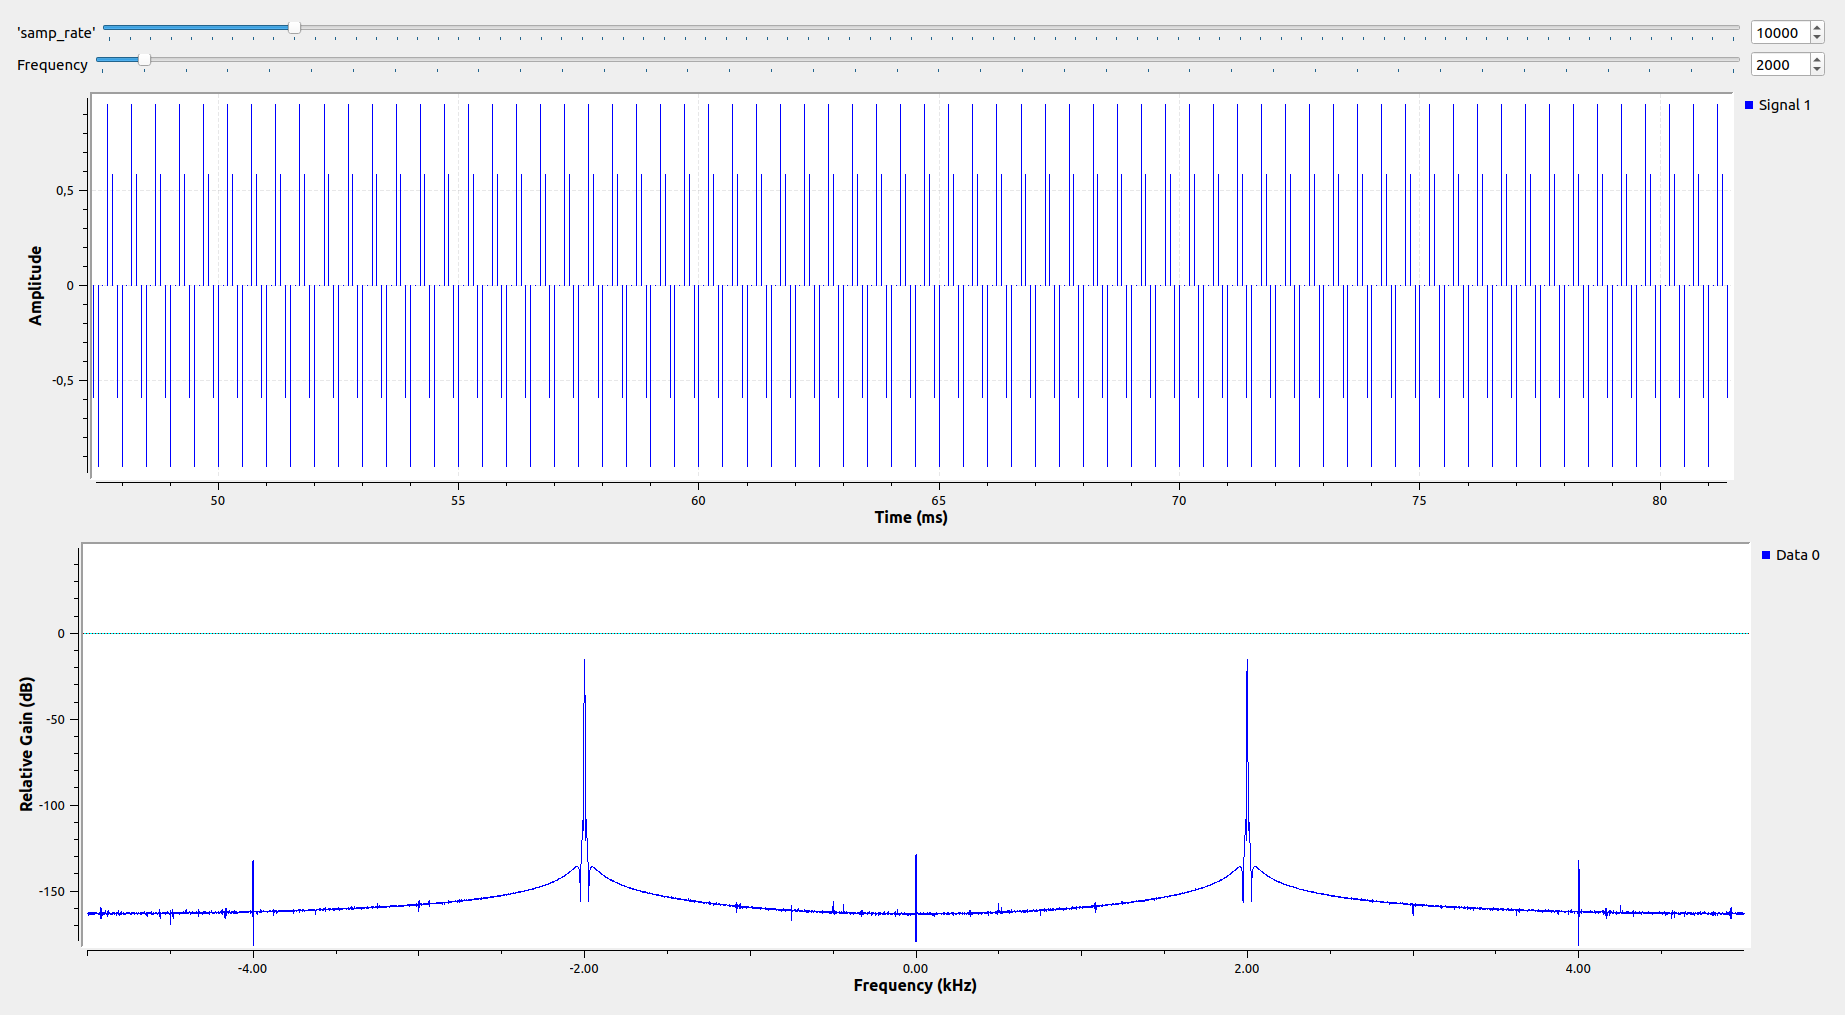 'samp_rate' 10000
Frequency 2000
Signal 1
0,5
0
-0,5
Amplitude
50 55 60 65 70 75 80
Time (ms)
Data 0
0
-50
-100
-150
Relative Gain (dB)
-4.00 -2.00 0.00 2.00 4.00
Frequency (kHz)